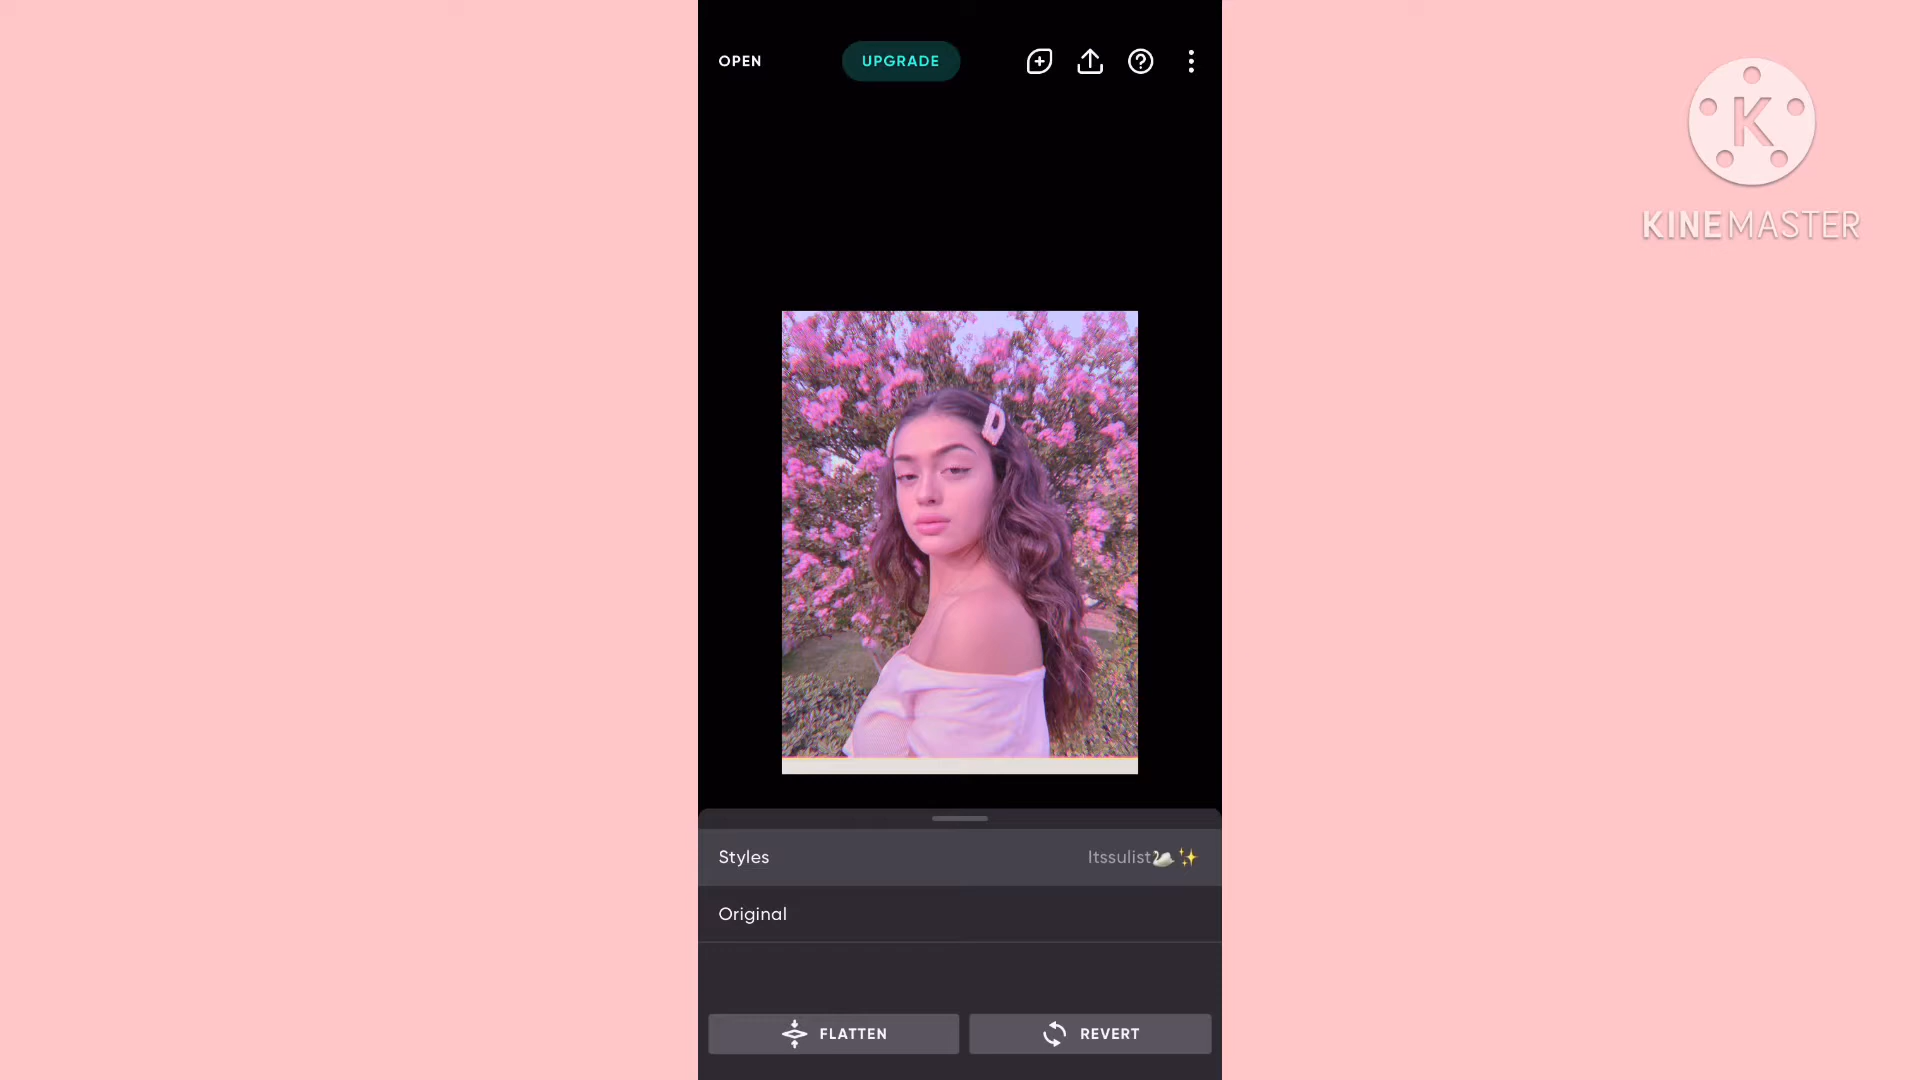 OPEN
UPGRADE
KINEMASTER
K
D
Styles
Itssulist🦢✨
Original
FLATTEN
REVERT